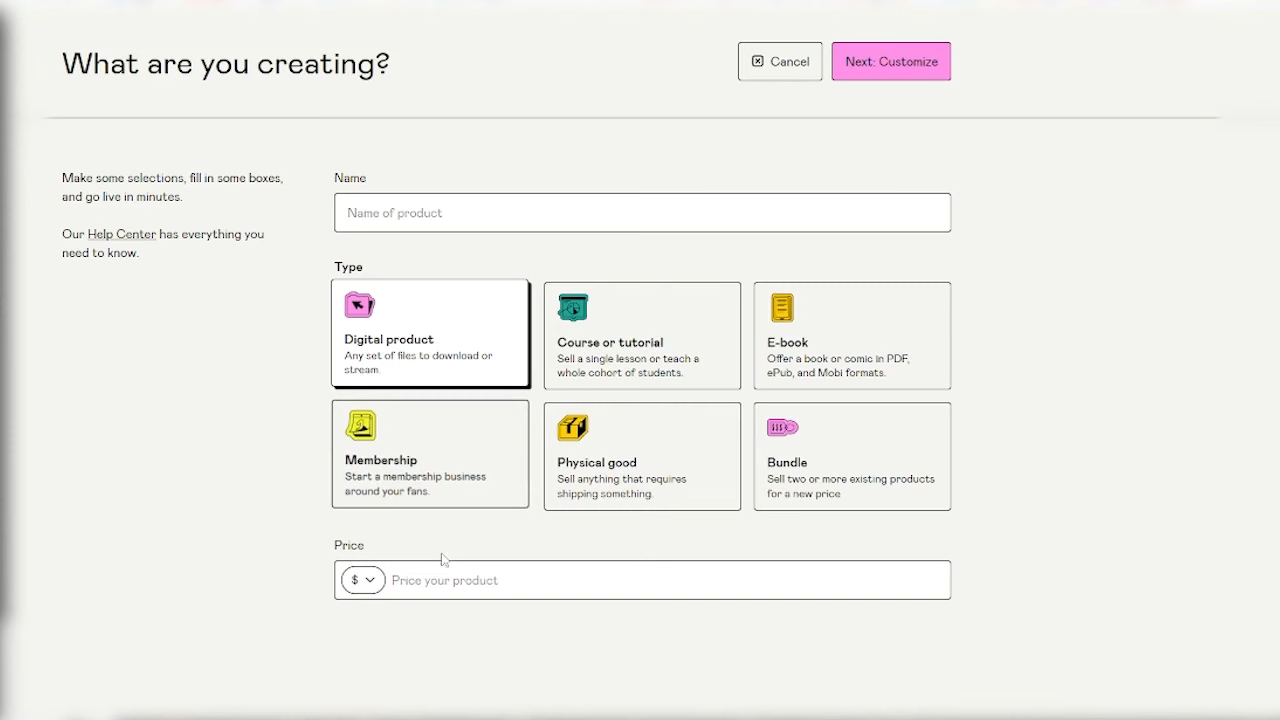 What are you creating?
Cancel
Next: Customize
Make some selections, fill in some boxes,
and go live in minutes.
Our Help Center has everything you
need to know.
Name
Name of product
Type
Digital product
Any set of files to download or
stream.
Course or tutorial
Sell a single lesson or teach a
whole cohort of students.
E-book
Offer a book or comic in PDF,
ePub, and Mobi formats.
Membership
Start a membership business
around your fans.
Physical good
Sell anything that requires
shipping something.
Bundle
Sell two or more existing products
for a new price
Price
$
Price your product